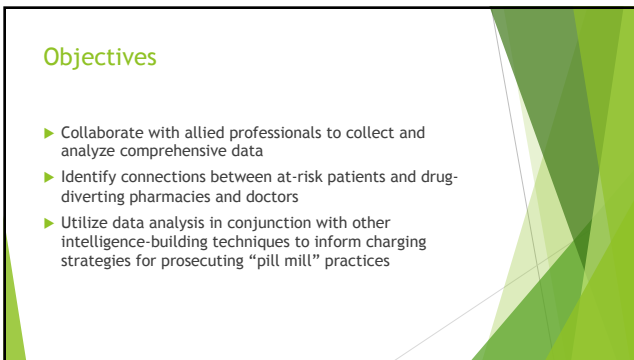 Objectives
Collaborate with allied professionals to collect and
analyze comprehensive data
Identify connections between at-risk patients and drug-
diverting pharmacies and doctors
Utilize data analysis in conjunction with other
intelligence-building techniques to inform charging
strategies for prosecuting “pill mill” practices